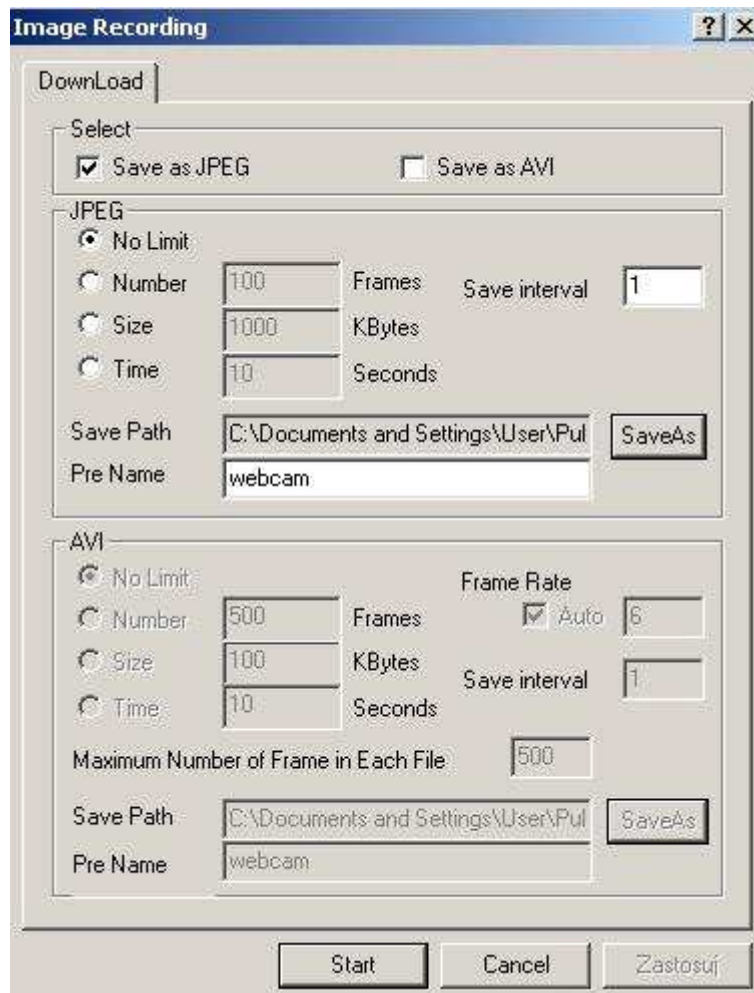 Image Recording
DownLoad
Select
Save as JPEG Save as AVI
JPEG
No Limit
Number 100 Frames Save interval 1
Size 1000 KBytes
Time 10 Seconds
Save Path C:\Documents and Settings\User\Pul SaveAs
Pre Name webcam
AVI
No Limit Frame Rate
Number 500 Frames Auto 6
Size 100 KBytes
Save interval 1
Time 10 Seconds
Maximum Number of Frame in Each File 500
Save Path C:\Documents and Settings\User\Pul SaveAs
Pre Name webcam
Start Cancel Zastosuj